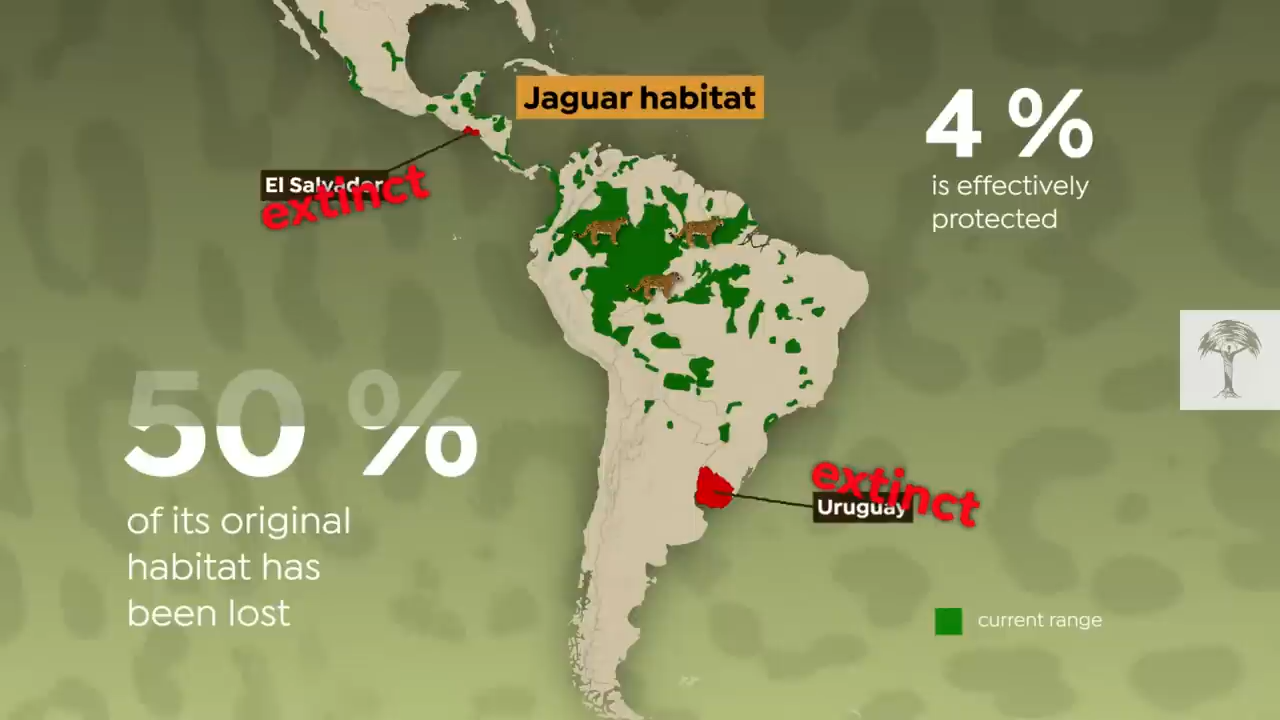 Jaguar habitat
4 %
is effectively
protected
El Salvador
extinct
50 %
of its original
habitat has
been lost
extinct
Uruguay
current range